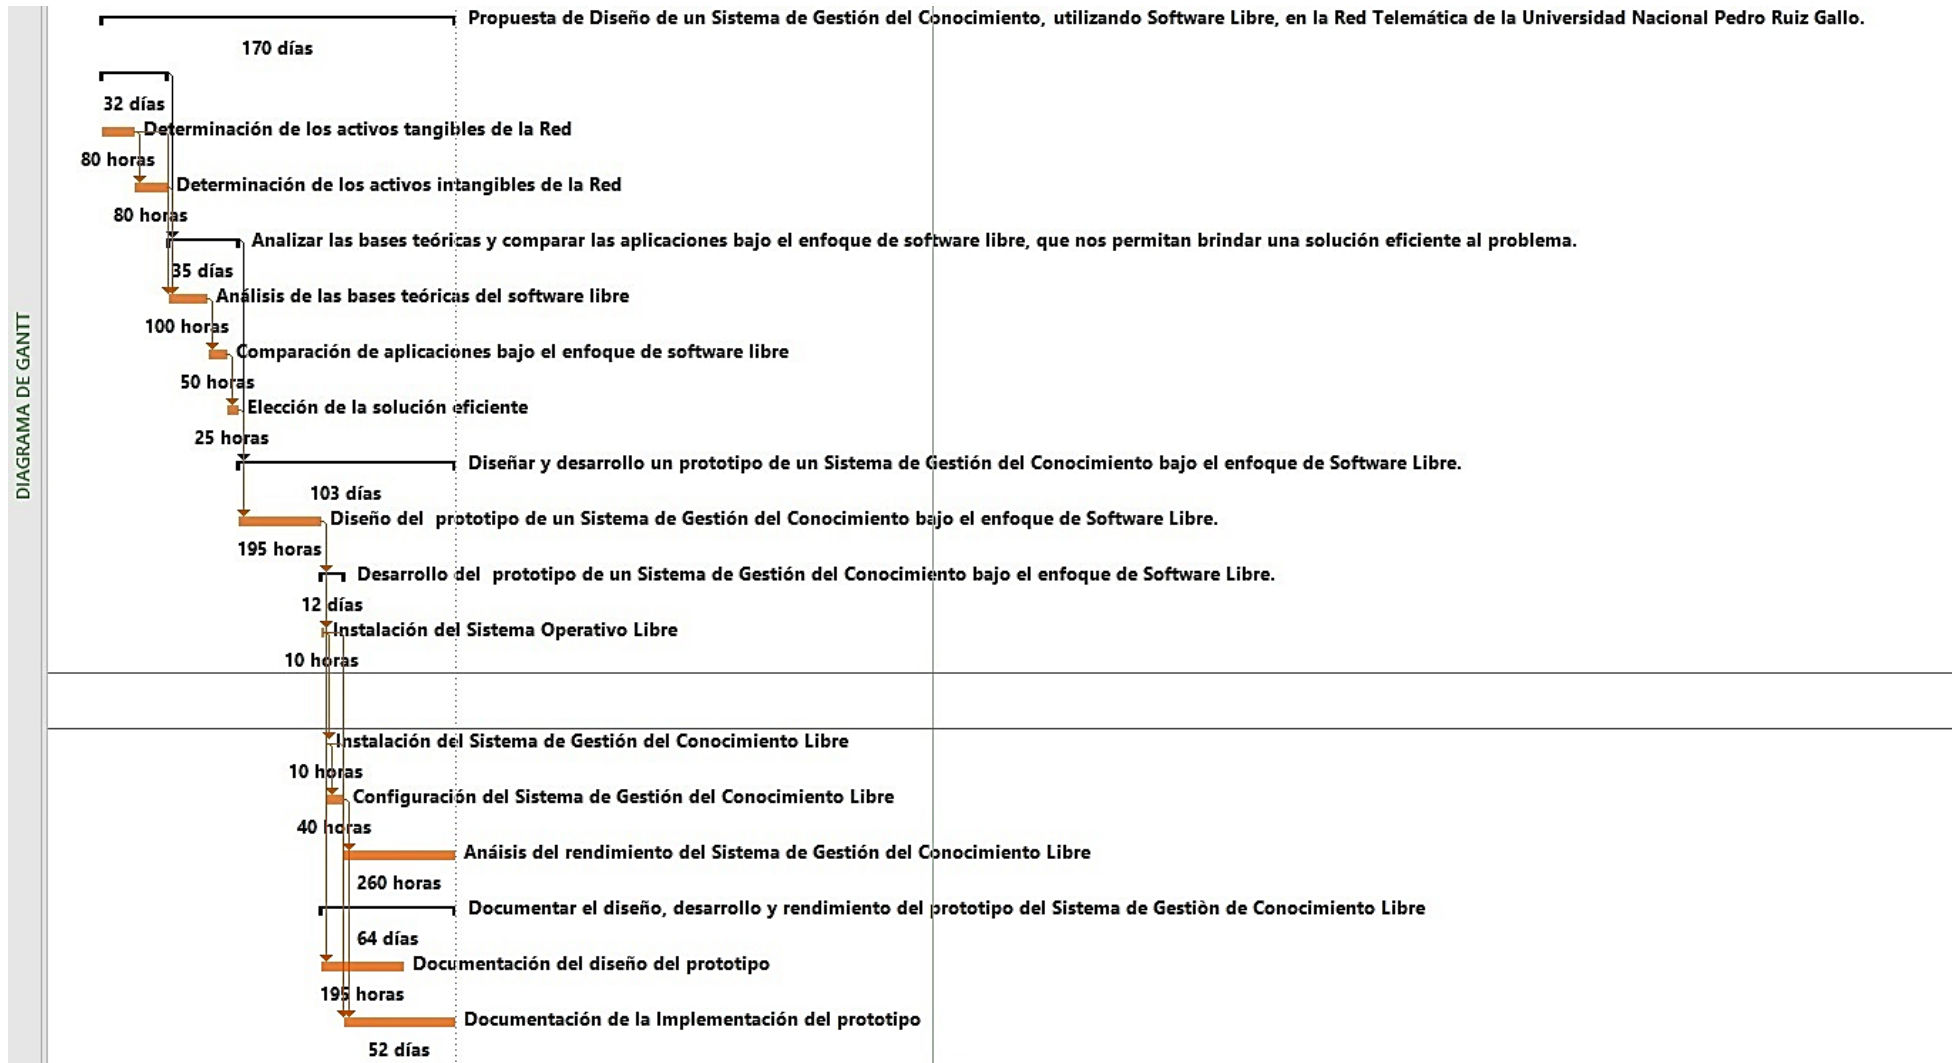 DIAGRAMA DE GANTT
Propuesta de Diseño de un Sistema de Gestión del Conocimiento, utilizando Software Libre, en la Red Telemática de la Universidad Nacional Pedro Ruiz Gallo.
170 días
32 días
Determinación de los activos tangibles de la Red
80 horas
Determinación de los activos intangibles de la Red
80 horas
Analizar las bases teóricas y comparar las aplicaciones bajo el enfoque de software libre, que nos permitan brindar una solución eficiente al problema.
35 días
Análisis de las bases teóricas del software libre
100 horas
Comparación de aplicaciones bajo el enfoque de software libre
50 horas
Elección de la solución eficiente
25 horas
Diseñar y desarrollo un prototipo de un Sistema de Gestión del Conocimiento bajo el enfoque de Software Libre.
103 días
Diseño del prototipo de un Sistema de Gestión del Conocimiento bajo el enfoque de Software Libre.
195 horas
Desarrollo del prototipo de un Sistema de Gestión del Conocimiento bajo el enfoque de Software Libre.
12 días
Instalación del Sistema Operativo Libre
10 horas
Instalación del Sistema de Gestión del Conocimiento Libre
10 horas
Configuración del Sistema de Gestión del Conocimiento Libre
40 horas
Anáisis del rendimiento del Sistema de Gestión del Conocimiento Libre
260 horas
Documentar el diseño, desarrollo y rendimiento del prototipo del Sistema de Gestiòn de Conocimiento Libre
64 días
Documentación del diseño del prototipo
195 horas
Documentación de la Implementación del prototipo
52 días